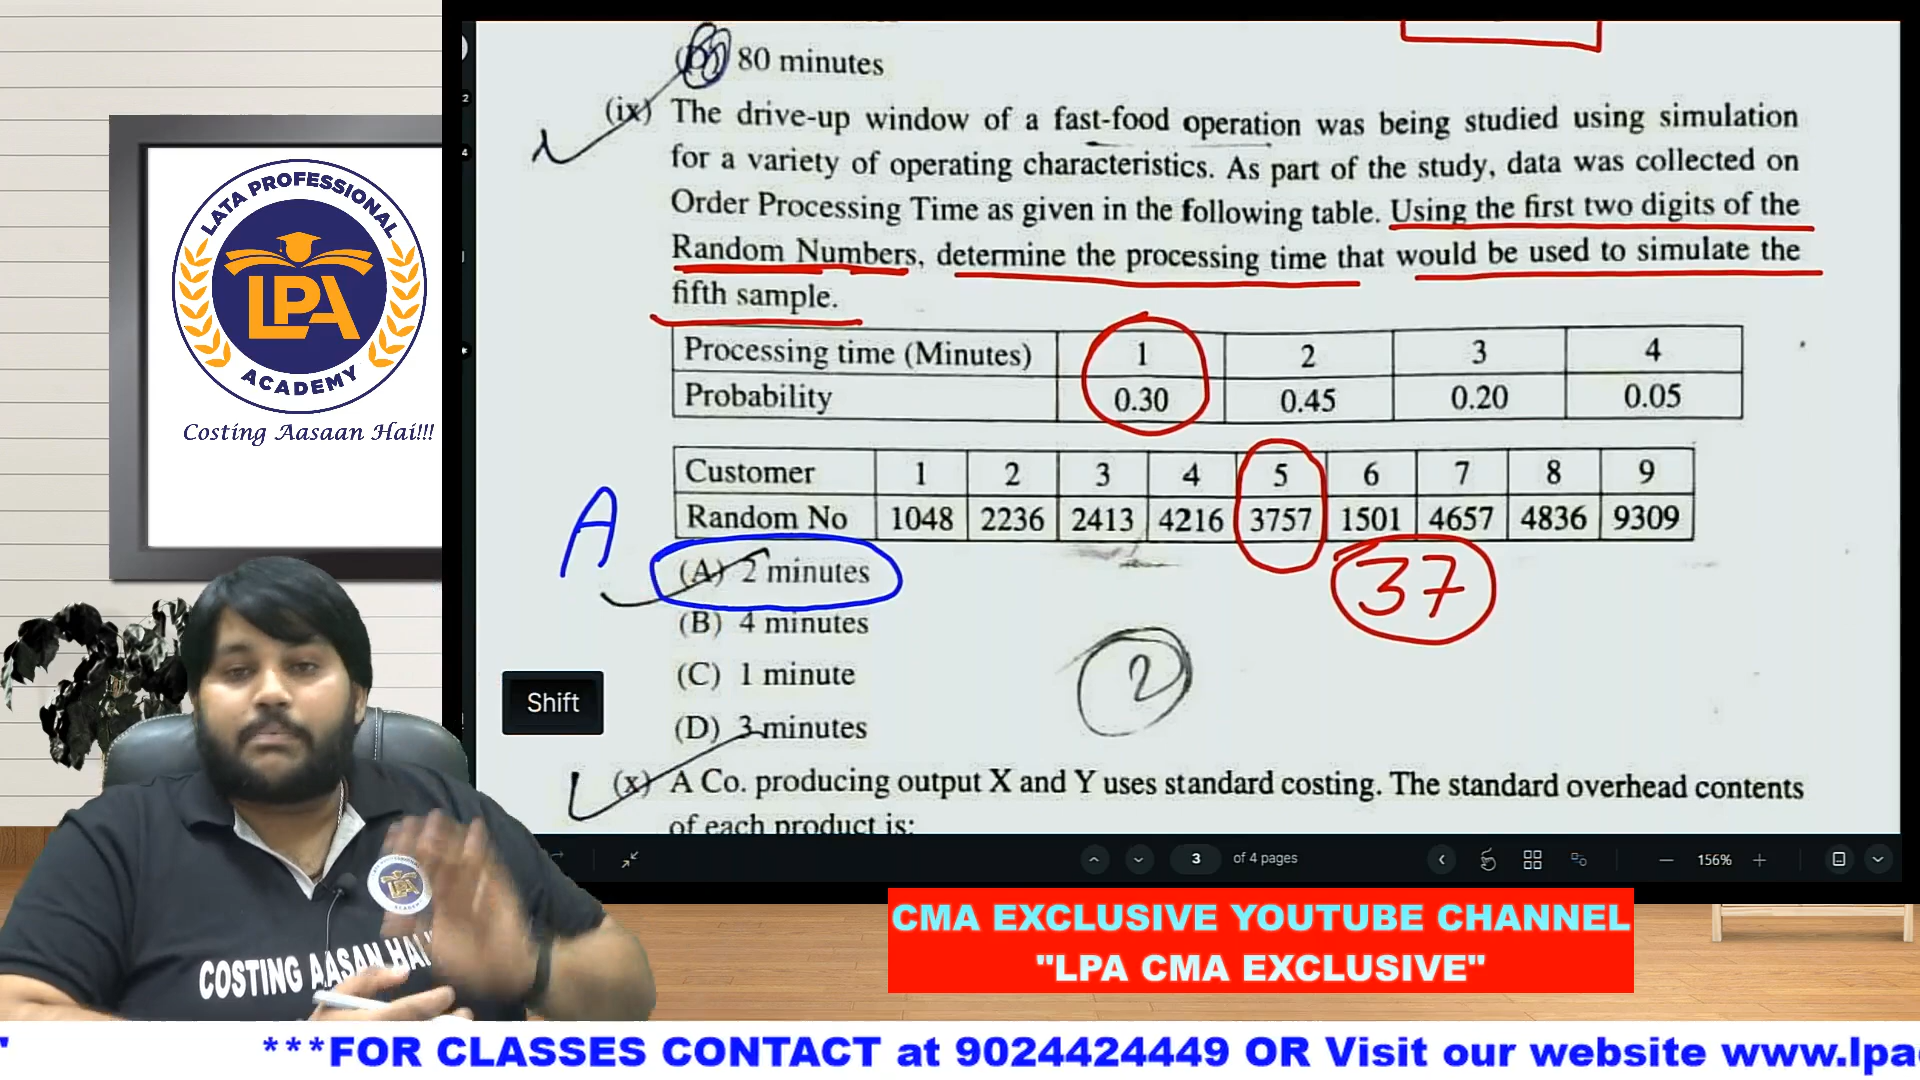 LATA PROFESSIONAL
LPA
ACADEMY
Costing Aasaan Hai!!!
80 minutes
(ix) The drive-up window of a fast-food operation was being studied using simulation
for a variety of operating characteristics. As part of the study, data was collected on
Order Processing Time as given in the following table. Using the first two digits of the
Random Numbers, determine the processing time that would be used to simulate the
fifth sample.
Processing time (Minutes) 1 2 3 4
Probability 0.30 0.45 0.20 0.05
Customer 1 2 3 4 5 6 7 8 9
Random No 1048 2236 2413 4216 3757 1501 4657 4836 9309
A
37
(A) 2 minutes
(B) 4 minutes
2
(C) 1 minute
(D) 3 minutes
Shift
(x) A Co. producing output X and Y uses standard costing. The standard overhead contents
of each product is:
3 of 4 pages
156%
LPA
COSTING AASAAN HAI
CMA EXCLUSIVE YOUTUBE CHANNEL
"LPA CMA EXCLUSIVE"
***FOR CLASSES CONTACT at 9024424449 OR Visit our website www.lpa